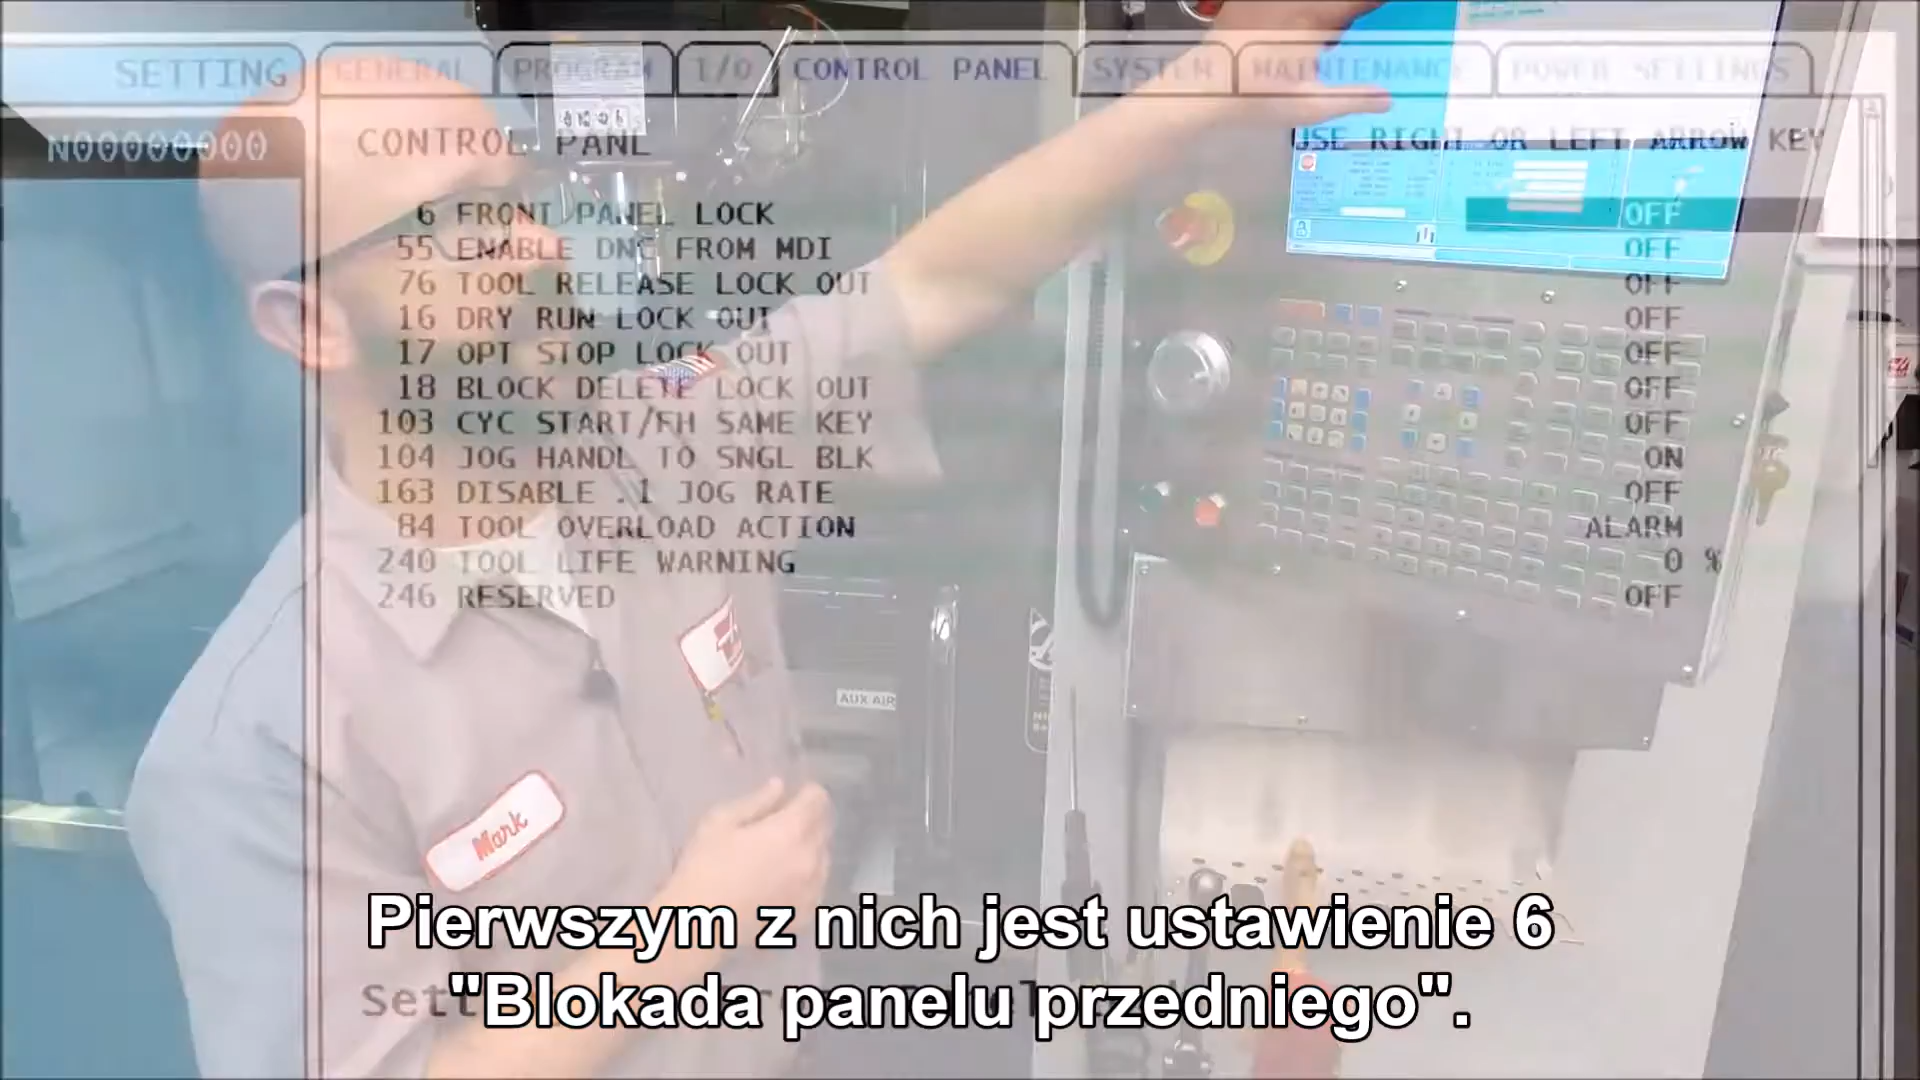 SETTING GENERAL PROGRAM I/O CONTROL PANEL SYSTEM MAINTENANCE POWER SETTINGS
N00000000
CONTROL PANL
USE RIGHT OR LEFT ARROW KEY
6 FRONT PANEL LOCK OFF
55 ENABLE DNC FROM MDI OFF
76 TOOL RELEASE LOCK OUT OFF
16 DRY RUN LOCK OUT OFF
17 OPT STOP LOCK OUT OFF
18 BLOCK DELETE LOCK OUT OFF
103 CYC START/FH SAME KEY OFF
104 JOG HANDL TO SNGL BLK ON
163 DISABLE .1 JOG RATE OFF
84 TOOL OVERLOAD ACTION ALARM
240 TOOL LIFE WARNING 0 %
246 RESERVED OFF
AUX AIR
Mark
Pierwszym z nich jest ustawienie 6
"Blokada panelu przedniego".